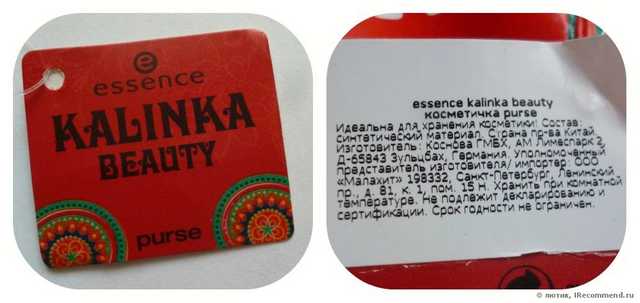 essence
KALINKA
BEAUTY
purse
essence kalinka beauty
косметичка purse
Идеальна для хранения косметики! Состав:
синтетический материал. Страна пр-ва Китай.
Изготовитель: Коснова ГМБХ, АМ Лимеспарк 2,
Д-65843 Зульцбах, Германия. Уполномоченный
представитель изготовителя/ импортер: ООО
«Малахит» 198332, Санкт-Петербург, Ленинский
пр., д. 81, к. 1, пом. 15 Н. Хранить при комнатной
температуре. Не подлежит декларированию и
сертификации. Срок годности не ограничен.
© мотик, IRecommend.ru